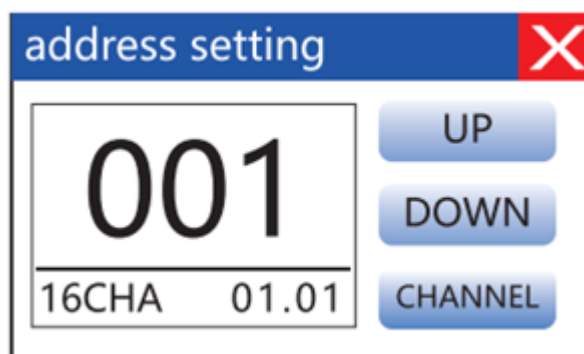 address setting X
001
16CHA 01.01
UP
DOWN
CHANNEL